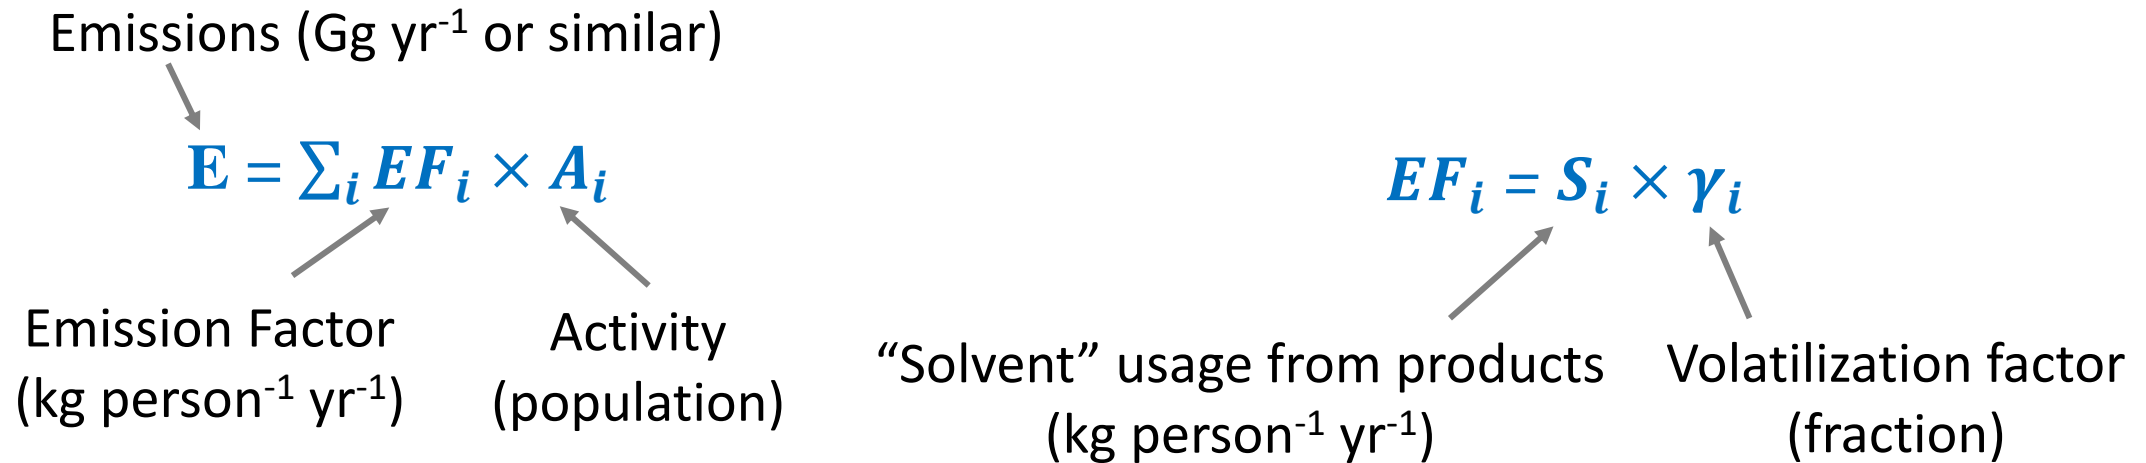 Emissions (Gg yr⁻¹ or similar)
E = ∑ᵢ EFᵢ × Aᵢ
EFᵢ = Sᵢ × γᵢ
Emission Factor
(kg person⁻¹ yr⁻¹)
Activity
(population)
“Solvent” usage from products
(kg person⁻¹ yr⁻¹)
Volatilization factor
(fraction)